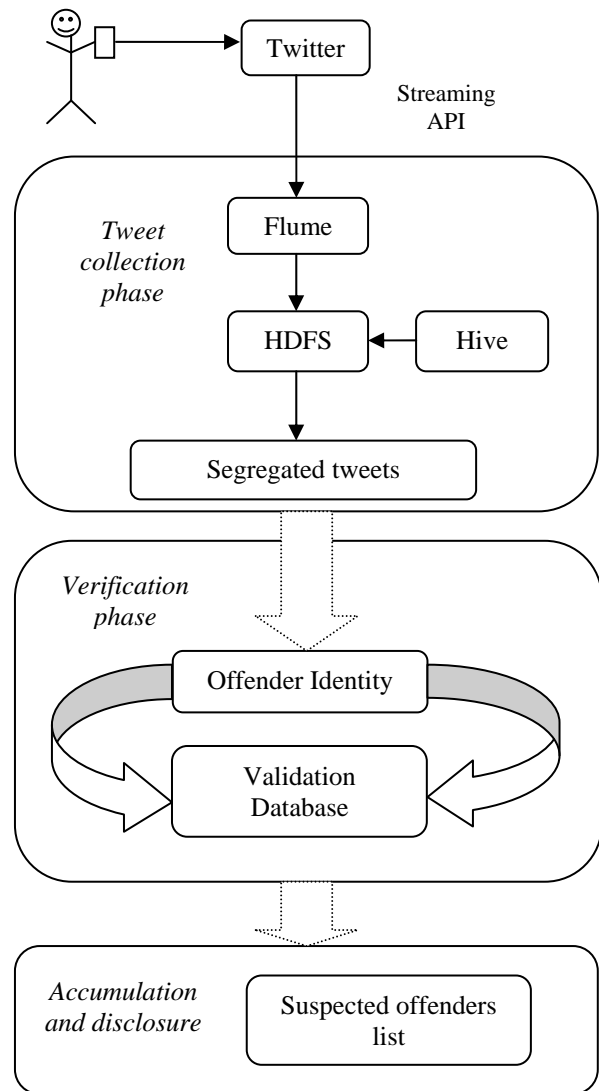 Twitter
Streaming
API
Tweet
collection
phase
Flume
HDFS
Hive
Segregated tweets
Verification
phase
Offender Identity
Validation
Database
Accumulation
and disclosure
Suspected offenders
list